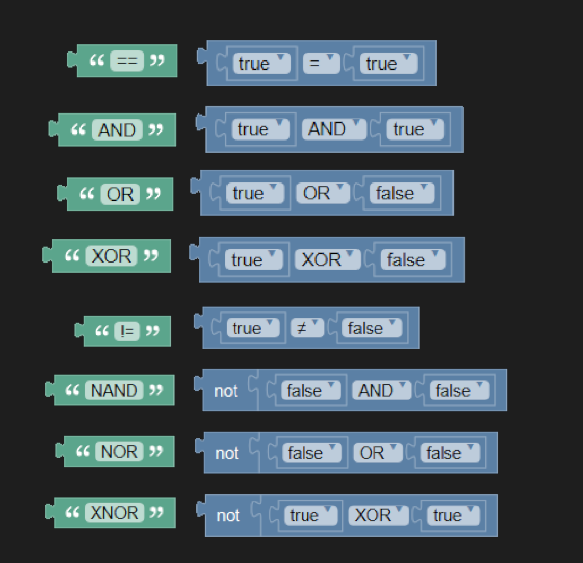 “ == ” true = true
“ AND ” true AND true
“ OR ” true OR false
“ XOR ” true XOR false
“ != ” true ≠ false
“ NAND ” not false AND false
“ NOR ” not false OR false
“ XNOR ” not true XOR true